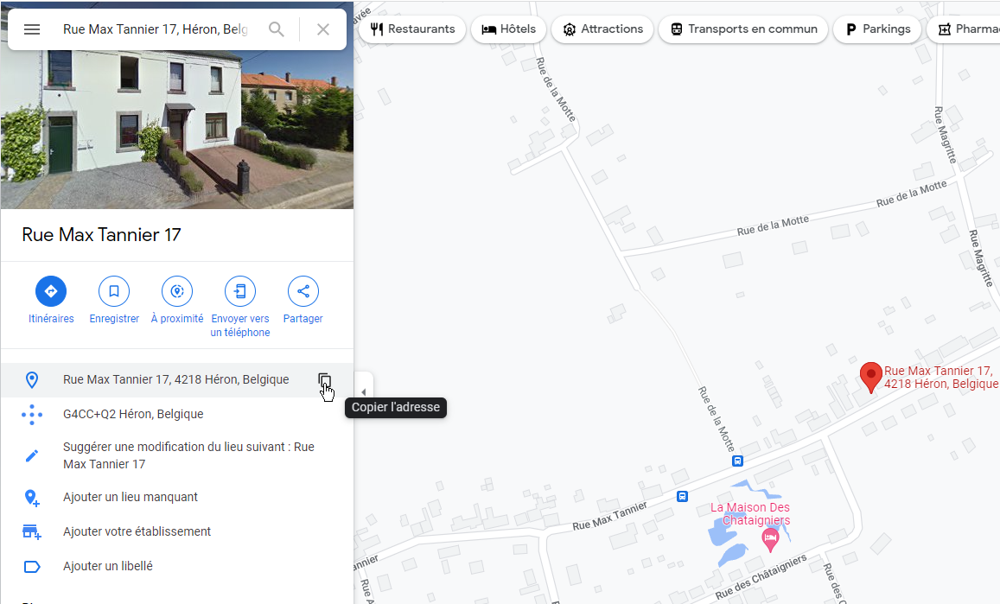 Rue Max Tannier 17, Héron, Belg
Restaurants
Hôtels
Attractions
Transports en commun
Parkings
Pharmac
Rue Max Tannier 17
Itinéraires
Enregistrer
À proximité
Envoyer vers
un téléphone
Partager
Rue Max Tannier 17, 4218 Héron, Belgique
Copier l'adresse
G4CC+Q2 Héron, Belgique
Suggérer une modification du lieu suivant : Rue
Max Tannier 17
Ajouter un lieu manquant
Ajouter votre établissement
Ajouter un libellé
avée
Rue de la Motte
Rue Magritte
Rue de la Motte
Rue de la Motte
Rue Magritte
Rue Max Tannier 17,
4218 Héron, Belgique
Rue de la Motte
La Maison Des
Chataigniers
Rue Max Tannier
annier
Rue des Châtaigniers
Rue A
Rue des C